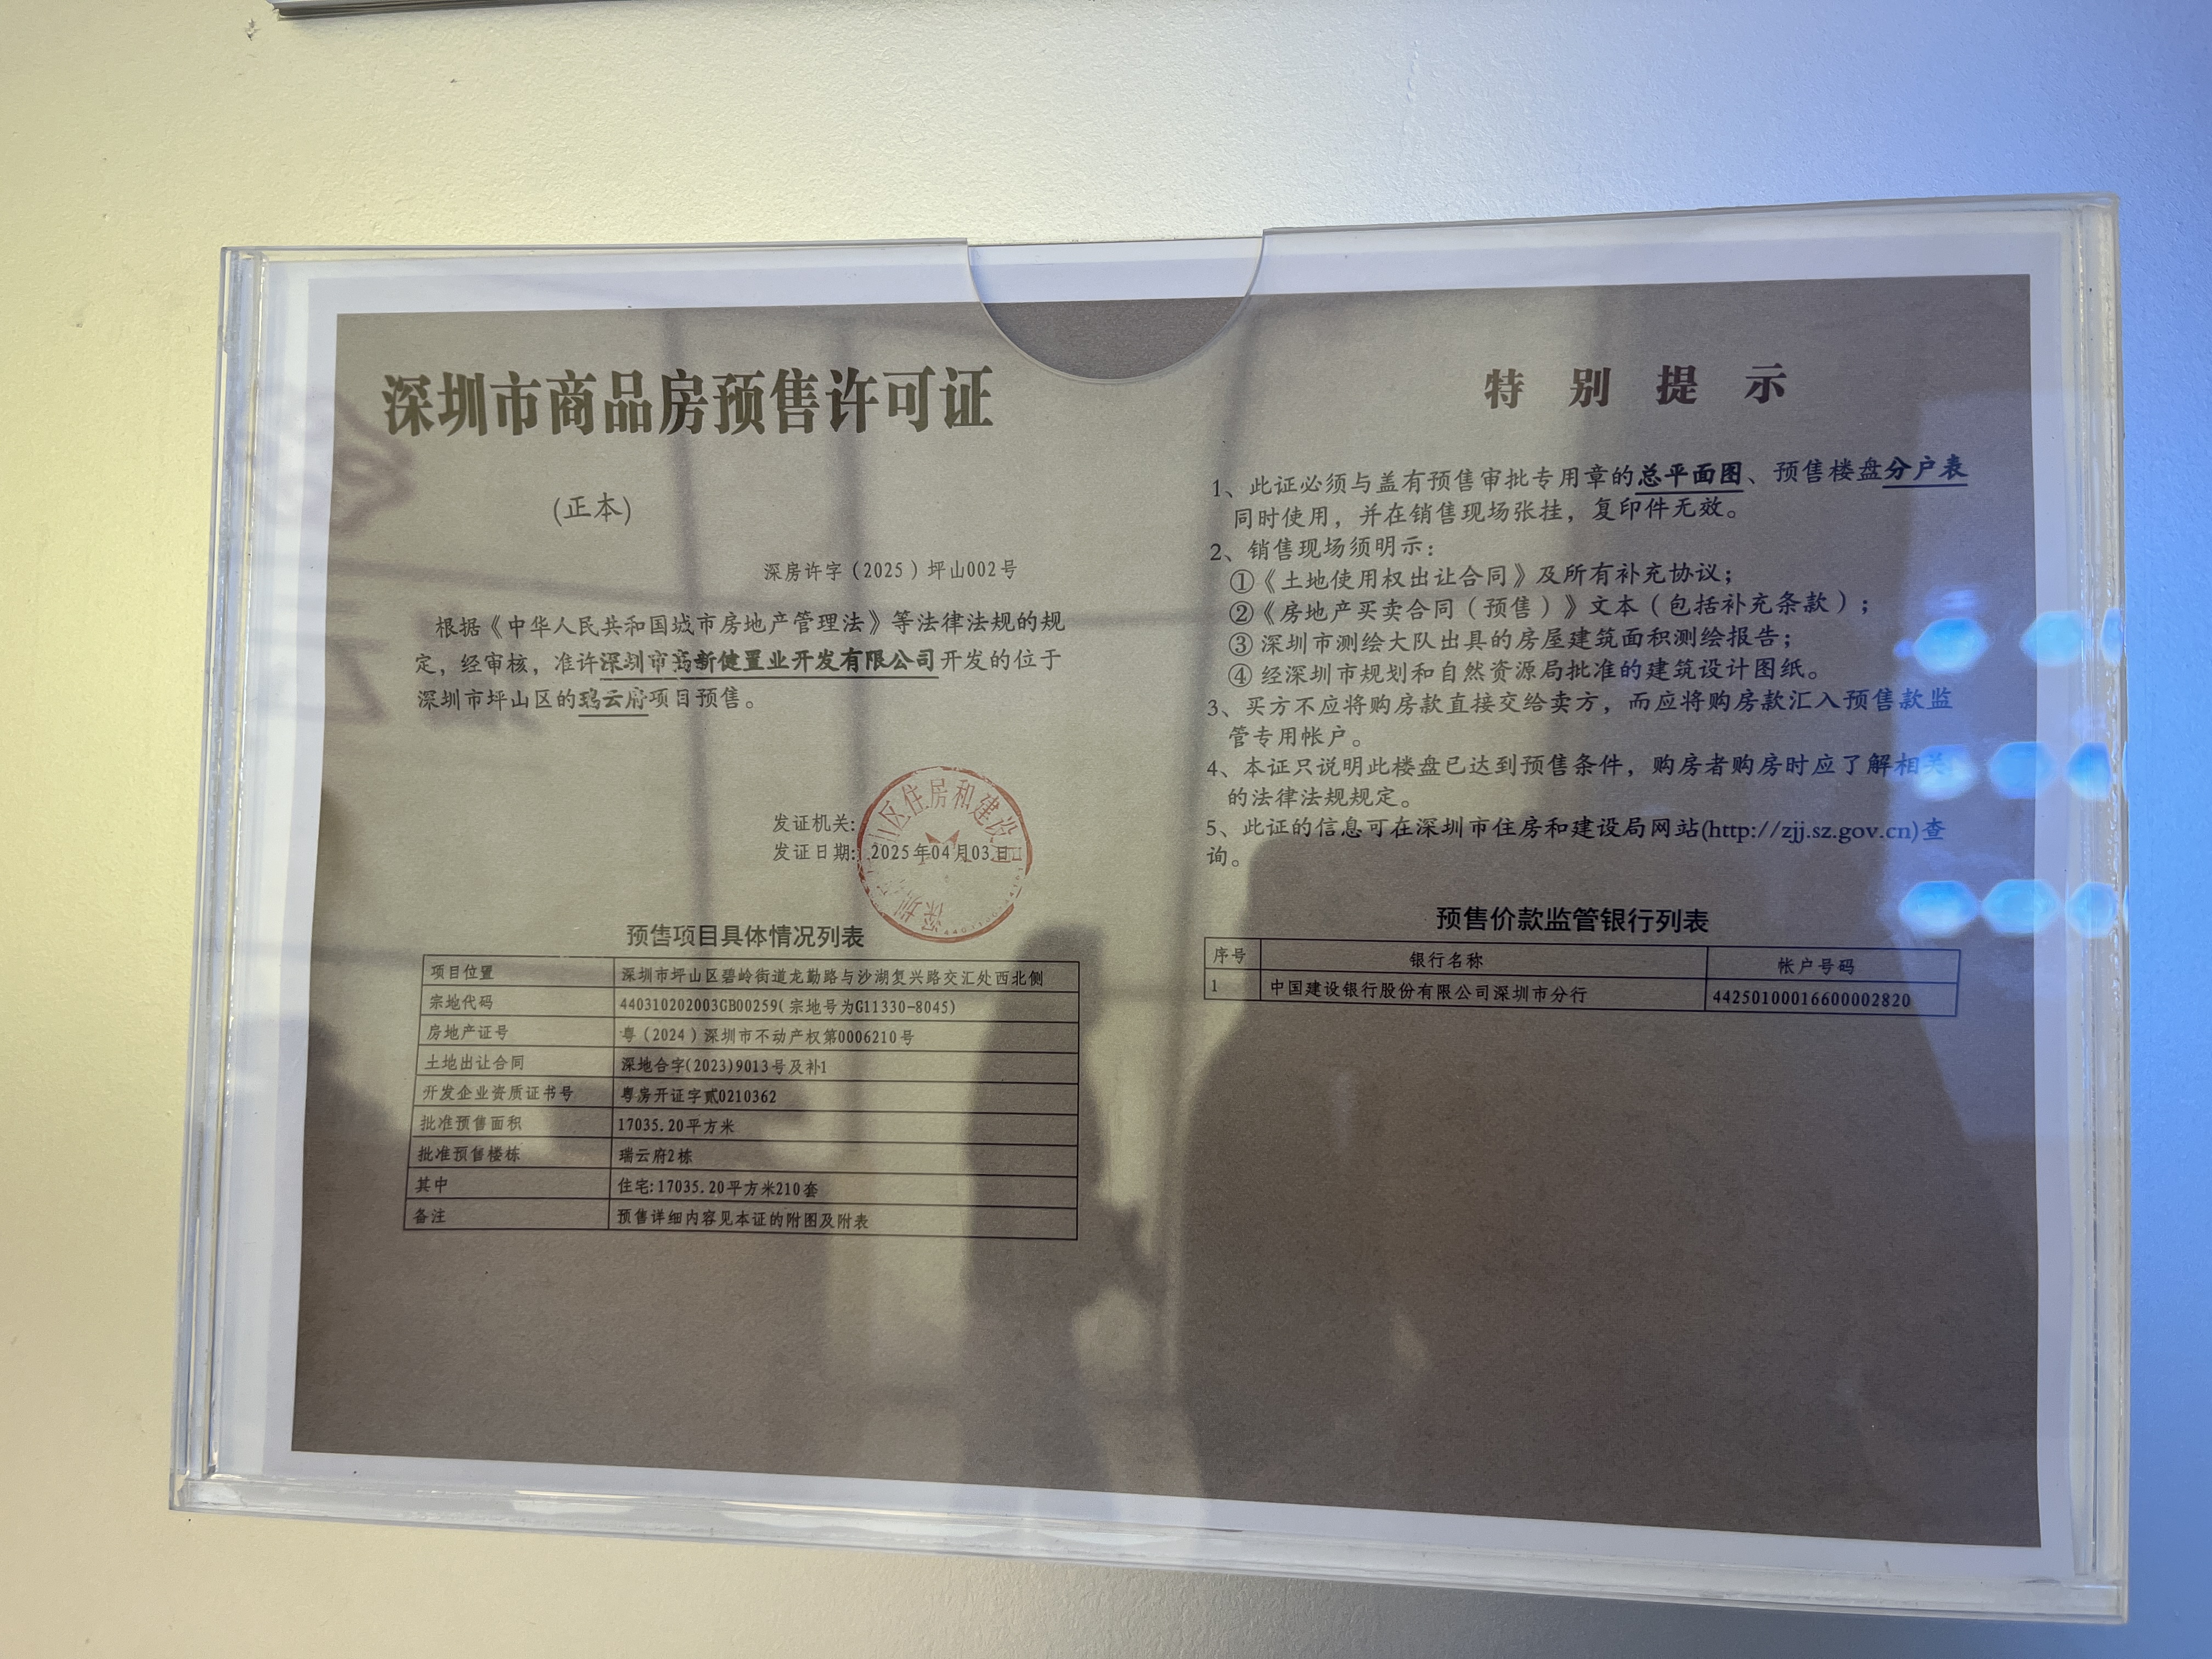 深圳市商品房预售许可证
(正本)
深房许字（2025）坪山002号
根据《中华人民共和国城市房地产管理法》等法律法规的规
定，经审核，准许深圳市高新健置业开发有限公司开发的位于
深圳市坪山区的瑞云府项目预售。
发证机关:
发证日期: 2025年04月03日
山区住房和建设局
预售项目具体情况列表
项目位置 深圳市坪山区碧岭街道龙勤路与沙湖复兴路交汇处西北侧
宗地代码 440310202003GB00259(宗地号为G11330-8045)
房地产证号 粤（2024）深圳市不动产权第0006210号
土地出让合同 深地合字(2023)9013号及补1
开发企业资质证书号 粤房开证字贰0210362
批准预售面积 17035.20平方米
批准预售楼栋 瑞云府2栋
其中 住宅:17035.20平方米210套
备注 预售详细内容见本证的附图及附表
特别提示
1、此证必须与盖有预售审批专用章的总平面图、预售楼盘分户表
同时使用，并在销售现场张挂，复印件无效。
2、销售现场须明示：
①《土地使用权出让合同》及所有补充协议；
②《房地产买卖合同（预售）》文本（包括补充条款）；
③深圳市测绘大队出具的房屋建筑面积测绘报告；
④经深圳市规划和自然资源局批准的建筑设计图纸。
3、买方不应将购房款直接交给卖方，而应将购房款汇入预售款监
管专用帐户。
4、本证只说明此楼盘已达到预售条件，购房者购房时应了解相关
的法律法规规定。
5、此证的信息可在深圳市住房和建设局网站(http://zjj.sz.gov.cn)查
询。
预售价款监管银行列表
序号 银行名称 帐户号码
1 中国建设银行股份有限公司深圳市分行 44250100016600002820